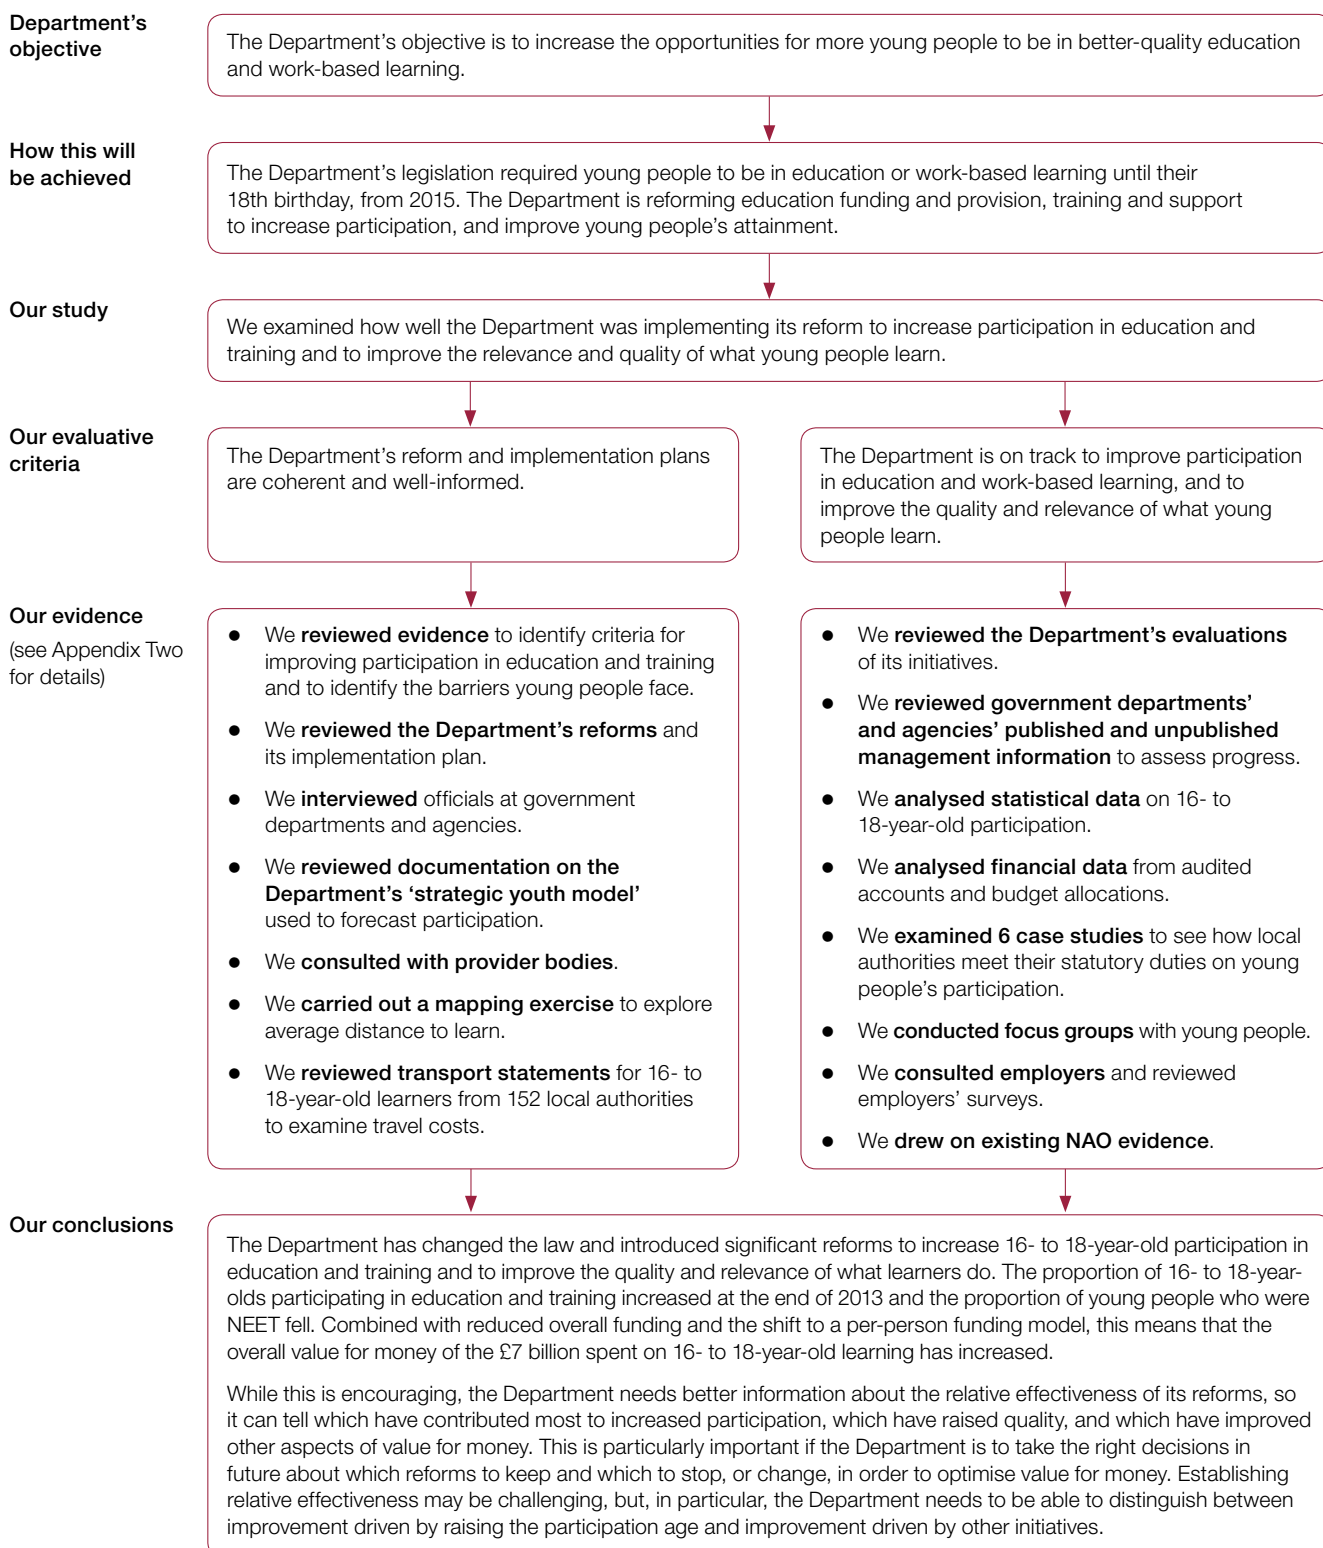 Department’s
objective
The Department’s objective is to increase the opportunities for more young people to be in better-quality education
and work-based learning.
How this will
be achieved
The Department’s legislation required young people to be in education or work-based learning until their
18th birthday, from 2015. The Department is reforming education funding and provision, training and support
to increase participation, and improve young people’s attainment.
Our study
We examined how well the Department was implementing its reform to increase participation in education and
training and to improve the relevance and quality of what young people learn.
Our evaluative
criteria
The Department’s reform and implementation plans
are coherent and well-informed.
The Department is on track to improve participation
in education and work-based learning, and to
improve the quality and relevance of what young
people learn.
Our evidence
(see Appendix Two
for details)
● We reviewed evidence to identify criteria for
improving participation in education and training
and to identify the barriers young people face.
● We reviewed the Department’s reforms and
its implementation plan.
● We interviewed officials at government
departments and agencies.
● We reviewed documentation on the
Department’s ‘strategic youth model’
used to forecast participation.
● We consulted with provider bodies.
● We carried out a mapping exercise to explore
average distance to learn.
● We reviewed transport statements for 16- to
18-year-old learners from 152 local authorities
to examine travel costs.
● We reviewed the Department’s evaluations
of its initiatives.
● We reviewed government departments’
and agencies’ published and unpublished
management information to assess progress.
● We analysed statistical data on 16- to
18-year-old participation.
● We analysed financial data from audited
accounts and budget allocations.
● We examined 6 case studies to see how local
authorities meet their statutory duties on young
people’s participation.
● We conducted focus groups with young people.
● We consulted employers and reviewed
employers’ surveys.
● We drew on existing NAO evidence.
Our conclusions
The Department has changed the law and introduced significant reforms to increase 16- to 18-year-old participation in
education and training and to improve the quality and relevance of what learners do. The proportion of 16- to 18-year-
olds participating in education and training increased at the end of 2013 and the proportion of young people who were
NEET fell. Combined with reduced overall funding and the shift to a per-person funding model, this means that the
overall value for money of the £7 billion spent on 16- to 18-year-old learning has increased.
While this is encouraging, the Department needs better information about the relative effectiveness of its reforms, so
it can tell which have contributed most to increased participation, which have raised quality, and which have improved
other aspects of value for money. This is particularly important if the Department is to take the right decisions in
future about which reforms to keep and which to stop, or change, in order to optimise value for money. Establishing
relative effectiveness may be challenging, but, in particular, the Department needs to be able to distinguish between
improvement driven by raising the participation age and improvement driven by other initiatives.